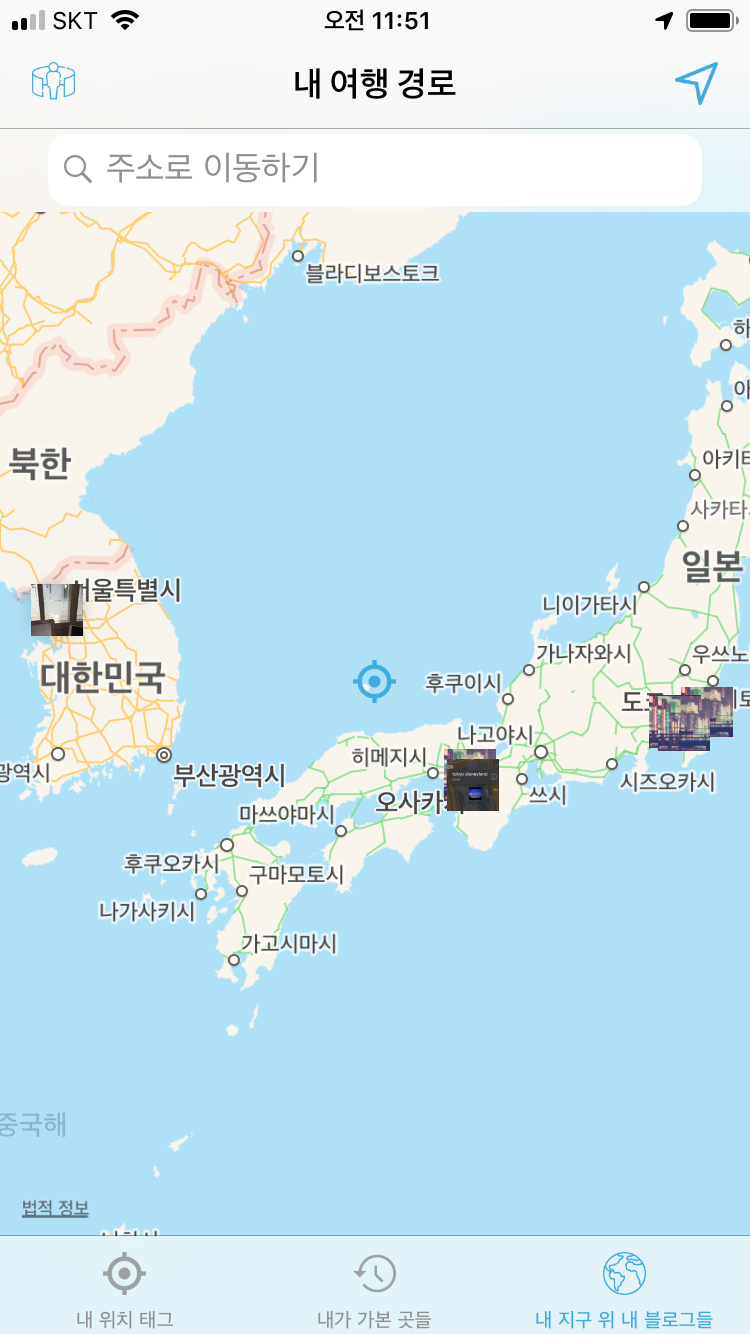 SKT 오전 11:51
내 여행 경로
주소로 이동하기
블라디보스토크
북한
아키타
사카타
일본
서울특별시
니이가타시
가나자와시
우쓰노
후쿠이시
대한민국
나고야시
히메지시
광역시
부산광역시
시즈오카시
쓰시
오사카
tokyo disneyland
마쓰야마시
후쿠오카시
구마모토시
나가사키시
가고시마시
중국해
법적 정보
내 위치 태그
내가 가본 곳들
내 지구 위 내 블로그들